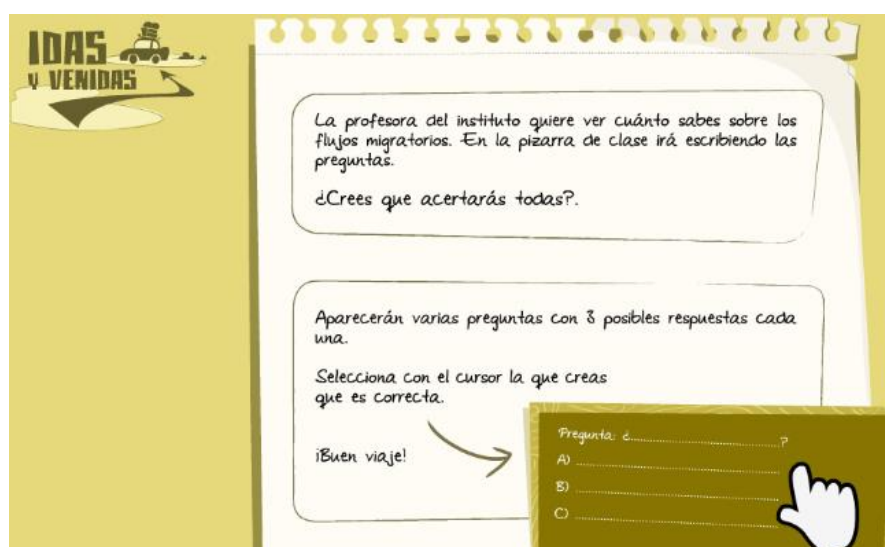 IDAS
Y VENIDAS
La profesora del instituto quiere ver cuánto sabes sobre los
flujos migratorios. En la pizarra de clase irá escribiendo las
preguntas.
¿Crees que acertarás todas?.
Aparecerán varias preguntas con 3 posibles respuestas cada
una.
Selecciona con el cursor la que creas
que es correcta.
¡Buen viaje!
Pregunta: ¿..............................?
A) ..............................
B) ..............................
C) ..............................